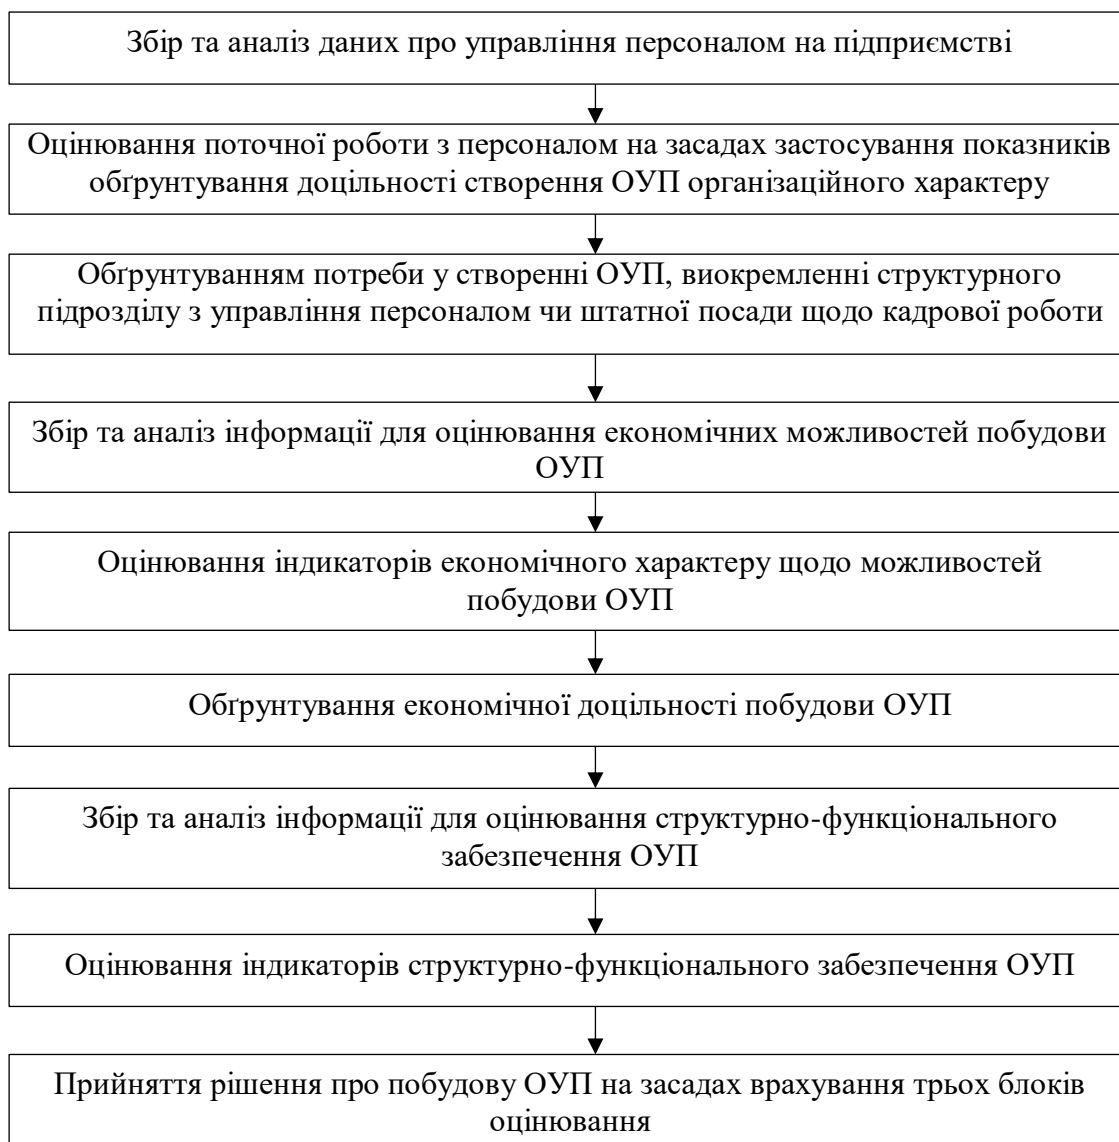 Збір та аналіз даних про управління персоналом на підприємстві
Оцінювання поточної роботи з персоналом на засадах застосування показників
обґрунтування доцільності створення ОУП організаційного характеру
Обґрунтуванням потреби у створенні ОУП, виокремленні структурного
підрозділу з управління персоналом чи штатної посади щодо кадрової роботи
Збір та аналіз інформації для оцінювання економічних можливостей побудови
ОУП
Оцінювання індикаторів економічного характеру щодо можливостей
побудови ОУП
Обґрунтування економічної доцільності побудови ОУП
Збір та аналіз інформації для оцінювання структурно-функціонального
забезпечення ОУП
Оцінювання індикаторів структурно-функціонального забезпечення ОУП
Прийняття рішення про побудову ОУП на засадах врахування трьох блоків
оцінювання